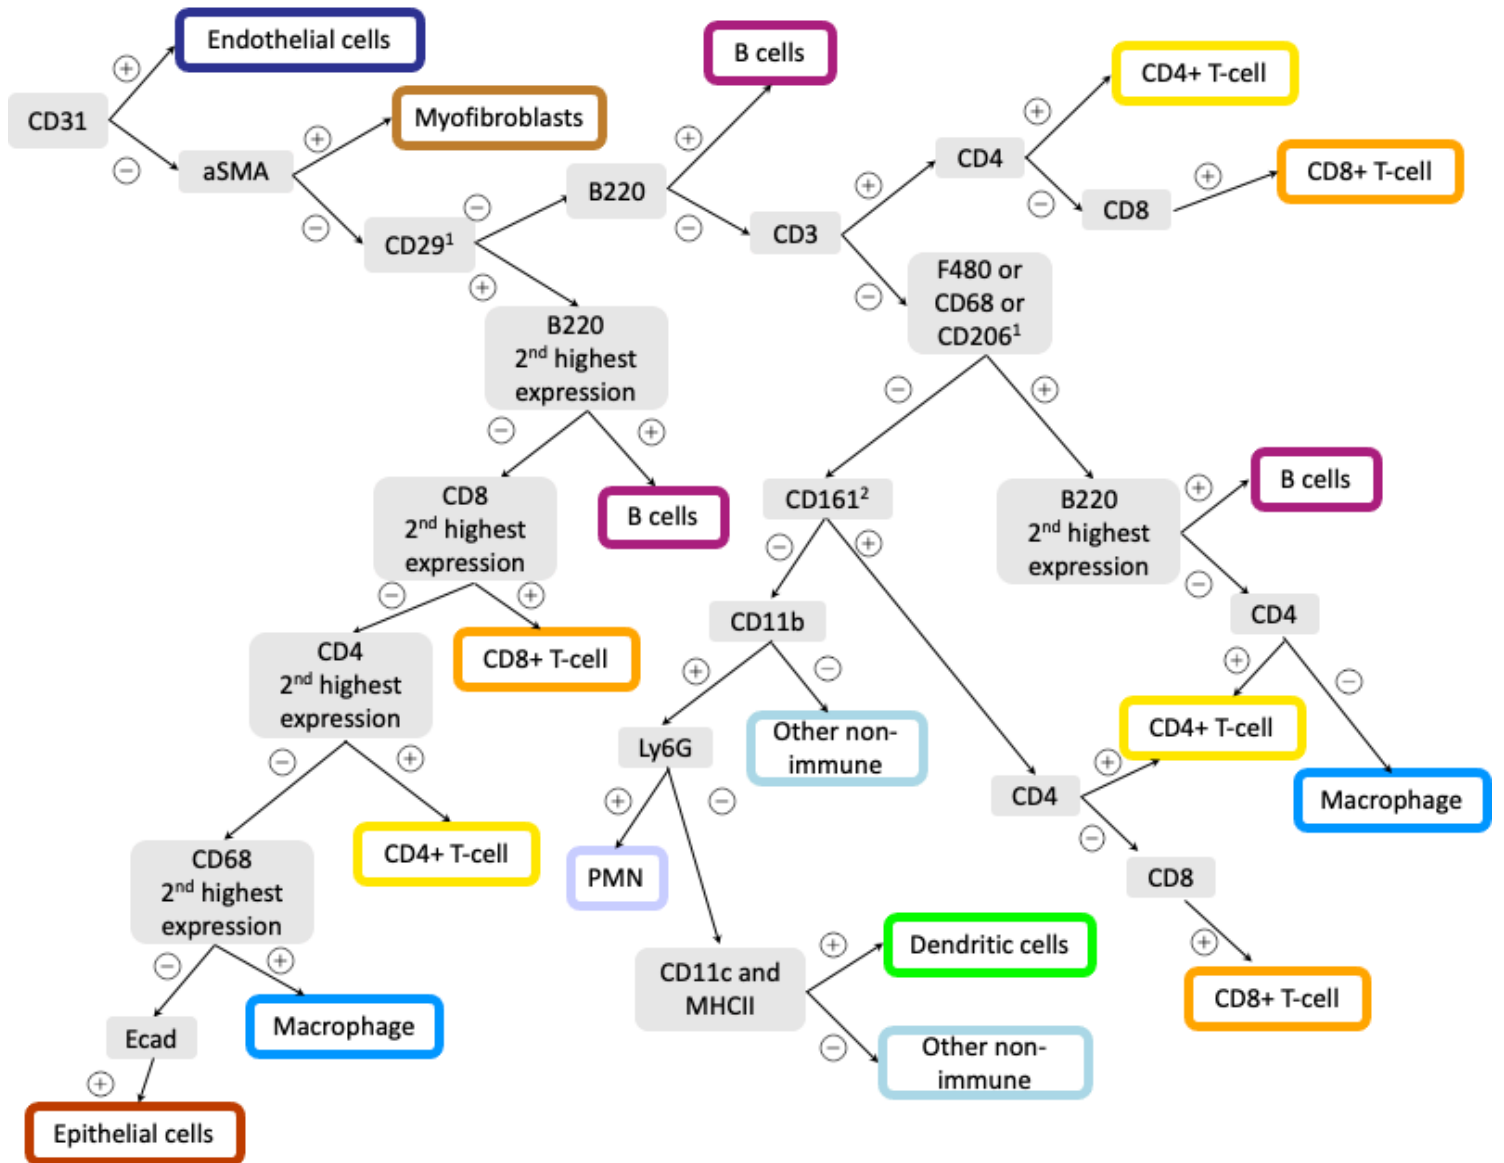 Endothelial cells
B cells
CD4+ T-cell
CD31
+
+
+
Myofibroblasts
+
+
−
aSMA
CD4
CD8+ T-cell
+
+
−
B220
−
CD8
−
−
CD3
CD29¹
−
+
F480 or
CD68 or
CD206¹
−
B220
2nd highest
expression
−
+
−
+
CD8
2nd highest
expression
B cells
CD161²
B220
2nd highest
expression
+
B cells
−
+
−
−
+
CD11b
CD4
CD4
2nd highest
expression
CD8+ T-cell
+
−
+
−
−
+
Ly6G
Other non-
immune
CD4+ T-cell
+
−
+
CD4
Macrophage
−
CD68
2nd highest
expression
CD4+ T-cell
PMN
CD8
−
+
CD11c and
MHCII
+
Dendritic cells
+
CD8+ T-cell
Ecad
Macrophage
−
Other non-
immune
+
Epithelial cells